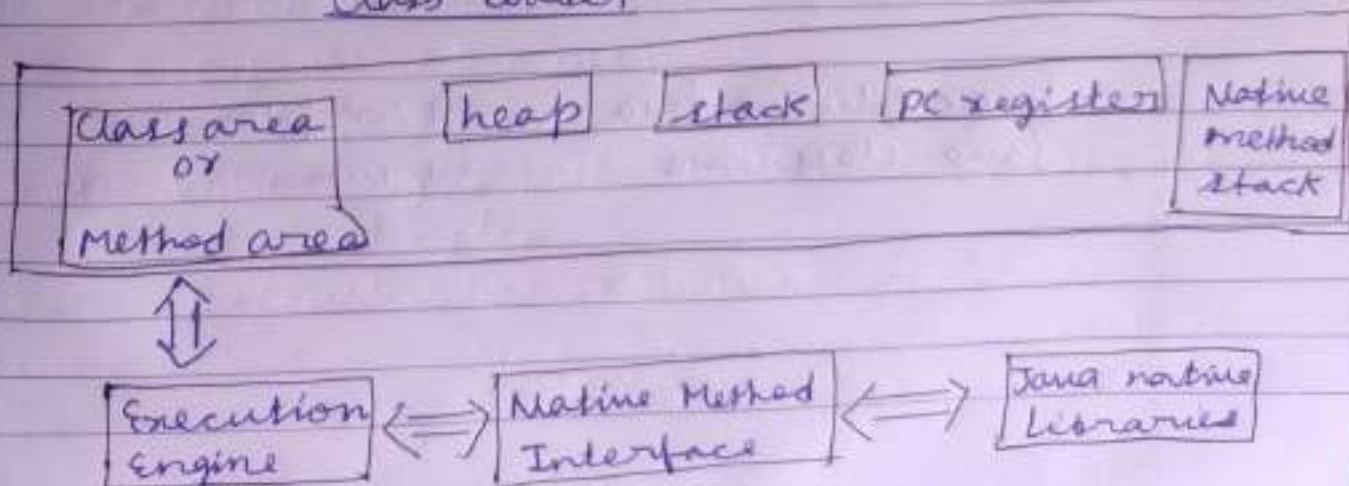 Class
Class area
or
Method area
heap
stack
PC register
Native
method
stack
Execution
Engine
Native Method
Interface
Java native
Libraries